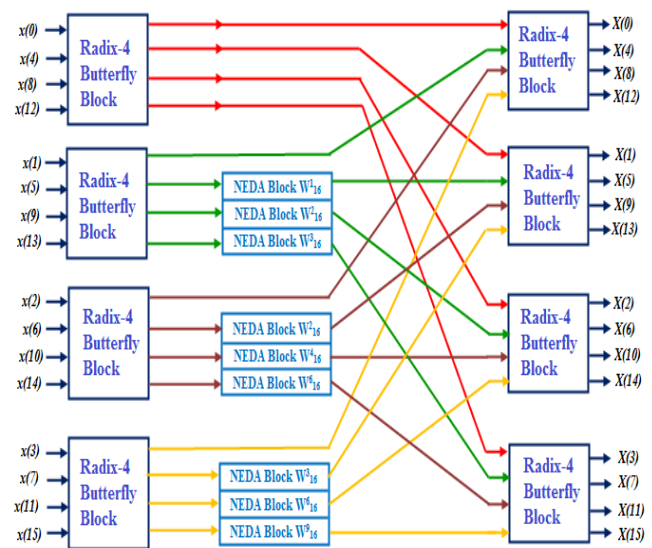 x(0)
x(4)
x(8)
x(12)
Radix-4
Butterfly
Block
Radix-4
Butterfly
Block
X(0)
X(4)
X(8)
X(12)
x(1)
x(5)
x(9)
x(13)
Radix-4
Butterfly
Block
NEDA Block W¹₁₆
NEDA Block W²₁₆
NEDA Block W³₁₆
Radix-4
Butterfly
Block
X(1)
X(5)
X(9)
X(13)
x(2)
x(6)
x(10)
x(14)
Radix-4
Butterfly
Block
NEDA Block W²₁₆
NEDA Block W⁴₁₆
NEDA Block W⁶₁₆
Radix-4
Butterfly
Block
X(2)
X(6)
X(10)
X(14)
x(3)
x(7)
x(11)
x(15)
Radix-4
Butterfly
Block
NEDA Block W³₁₆
NEDA Block W⁶₁₆
NEDA Block W⁹₁₆
Radix-4
Butterfly
Block
X(3)
X(7)
X(11)
X(15)